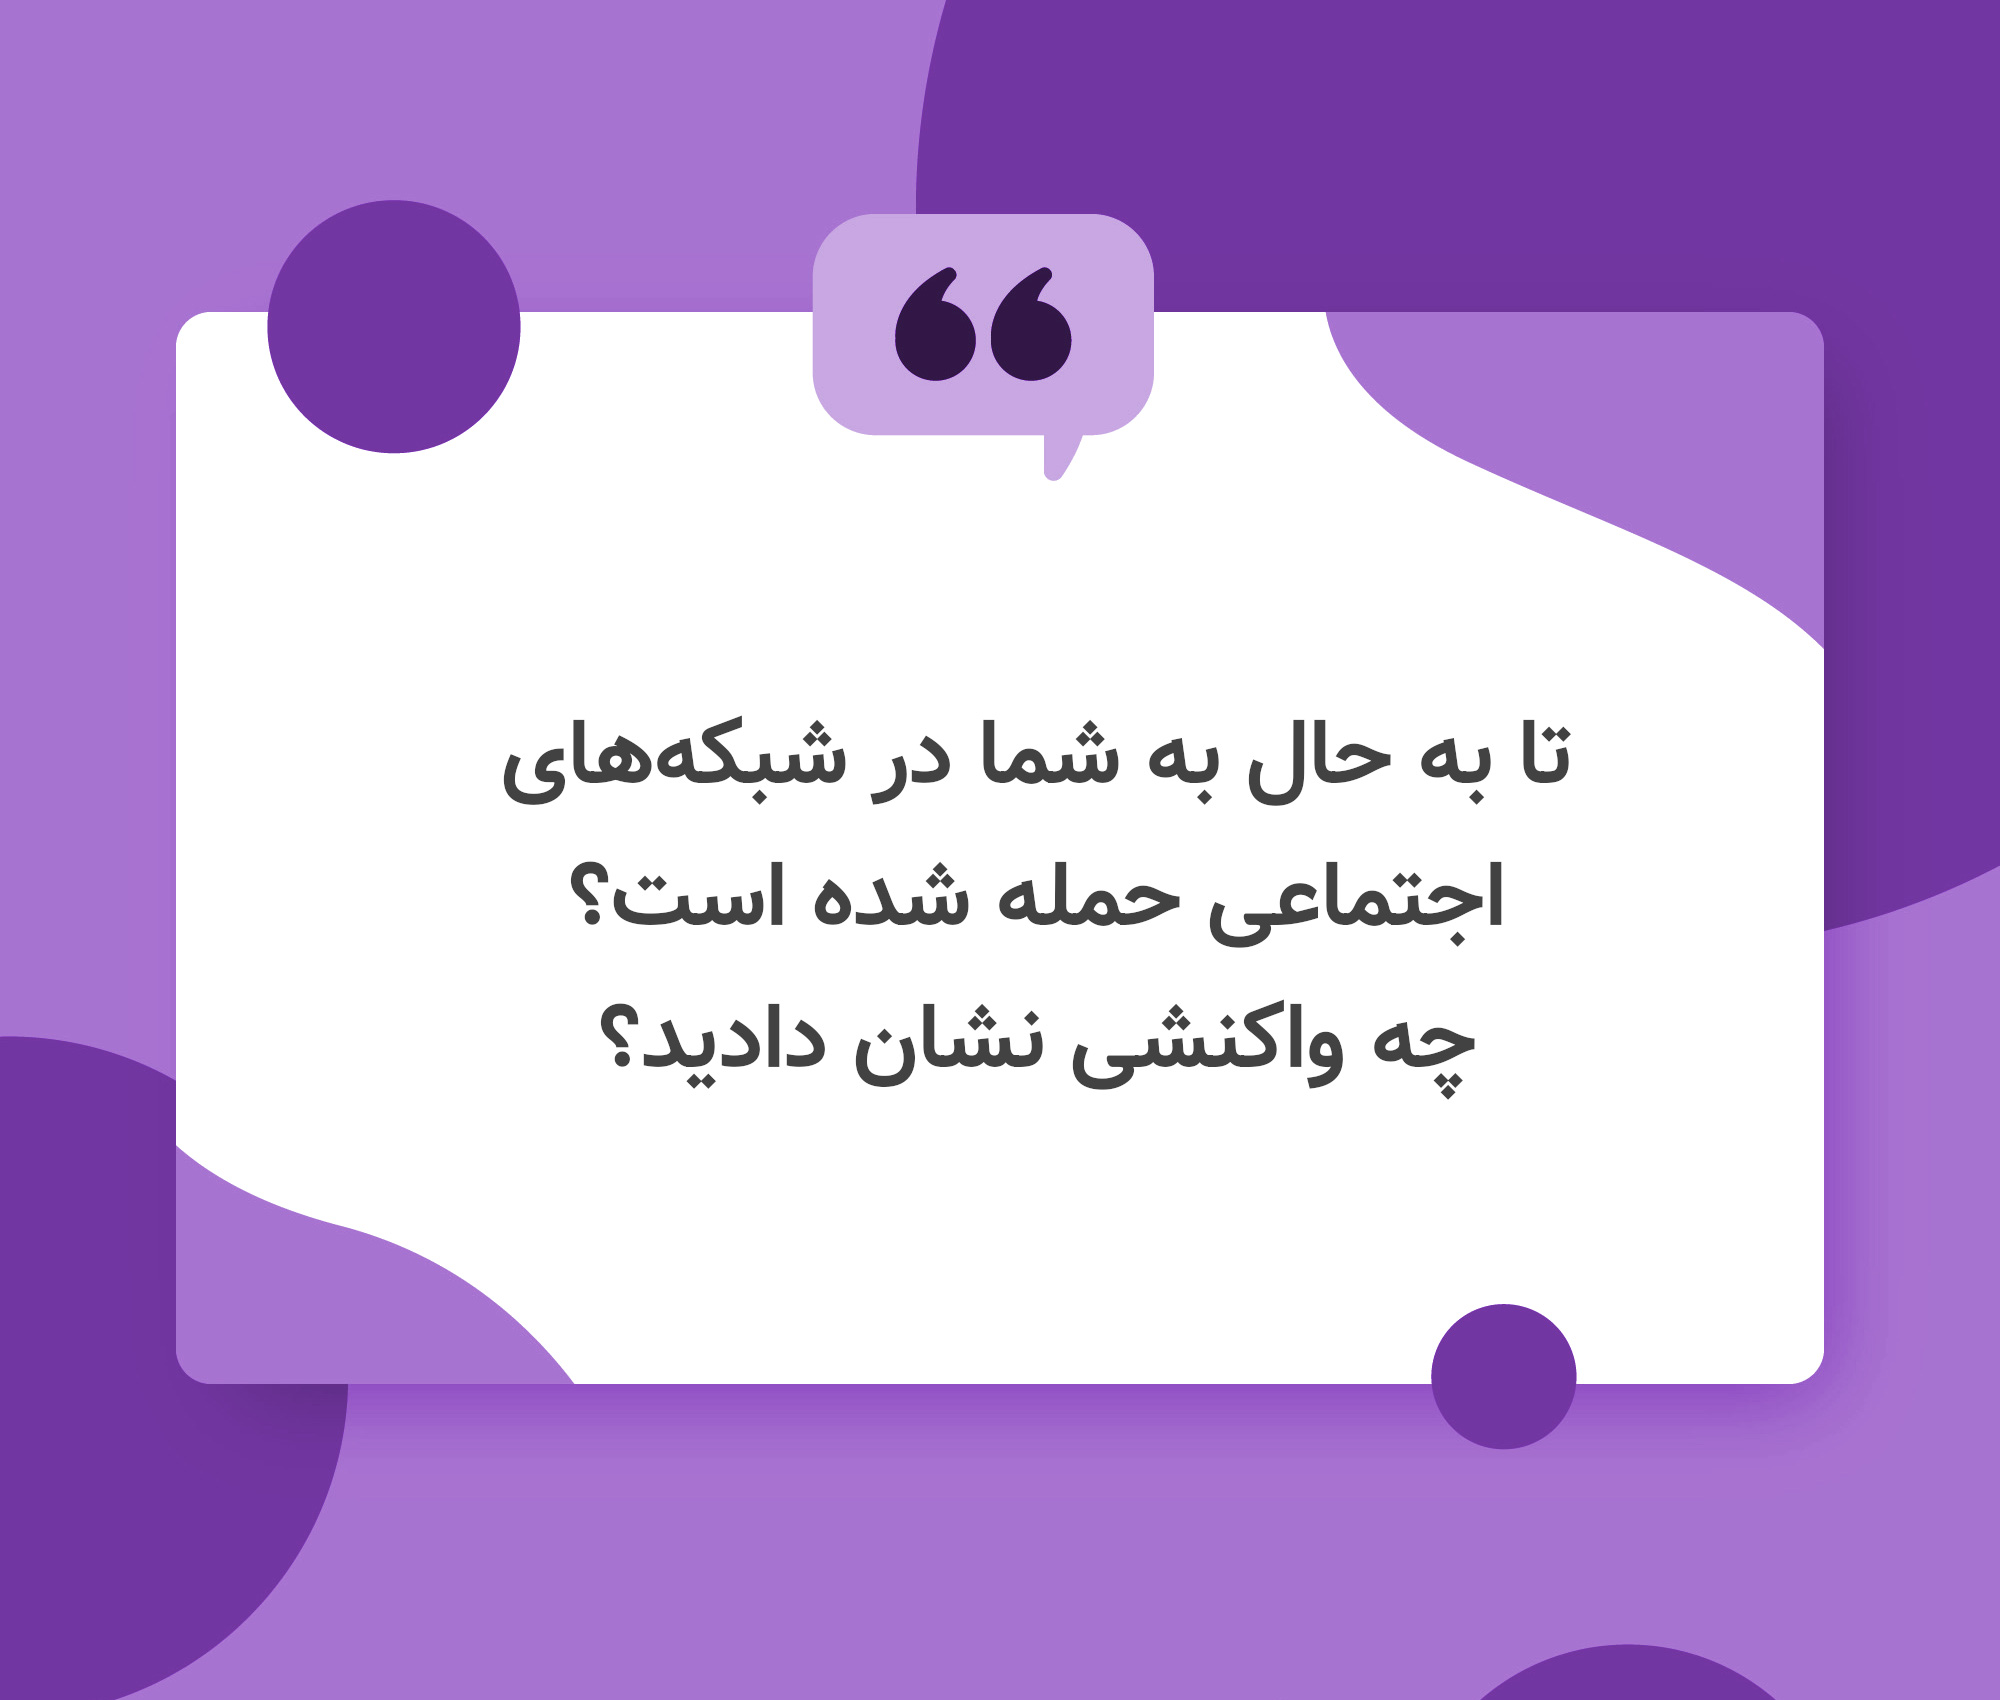 تا به حال به شما در شبکه‌های
اجتماعی حمله شده است؟
چه واکنشی نشان دادید؟